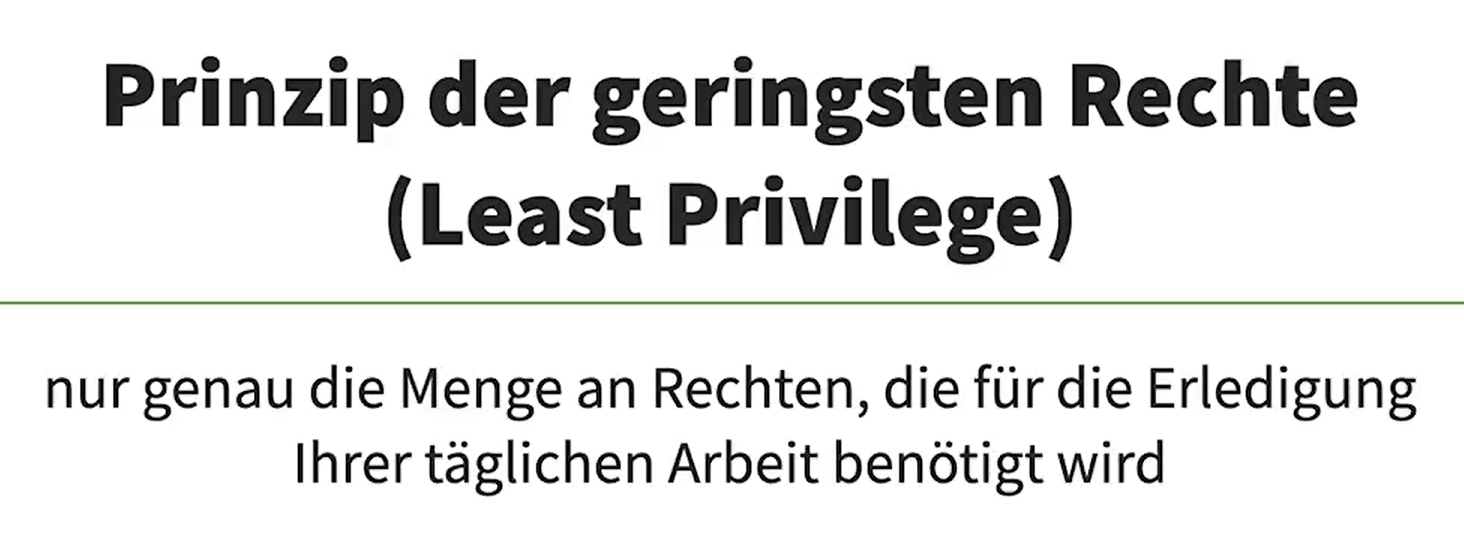 Prinzip der geringsten Rechte
(Least Privilege)
nur genau die Menge an Rechten, die für die Erledigung
Ihrer täglichen Arbeit benötigt wird